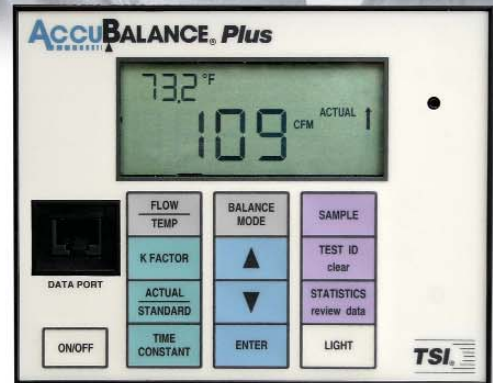 ACCUBALANCE® Plus
73.2 °F
109 CFM ACTUAL ↑
DATA PORT
ON/OFF
FLOW
TEMP
K FACTOR
ACTUAL
STANDARD
TIME
CONSTANT
BALANCE
MODE
▲
▼
ENTER
SAMPLE
TEST ID
clear
STATISTICS
review data
LIGHT
TSI